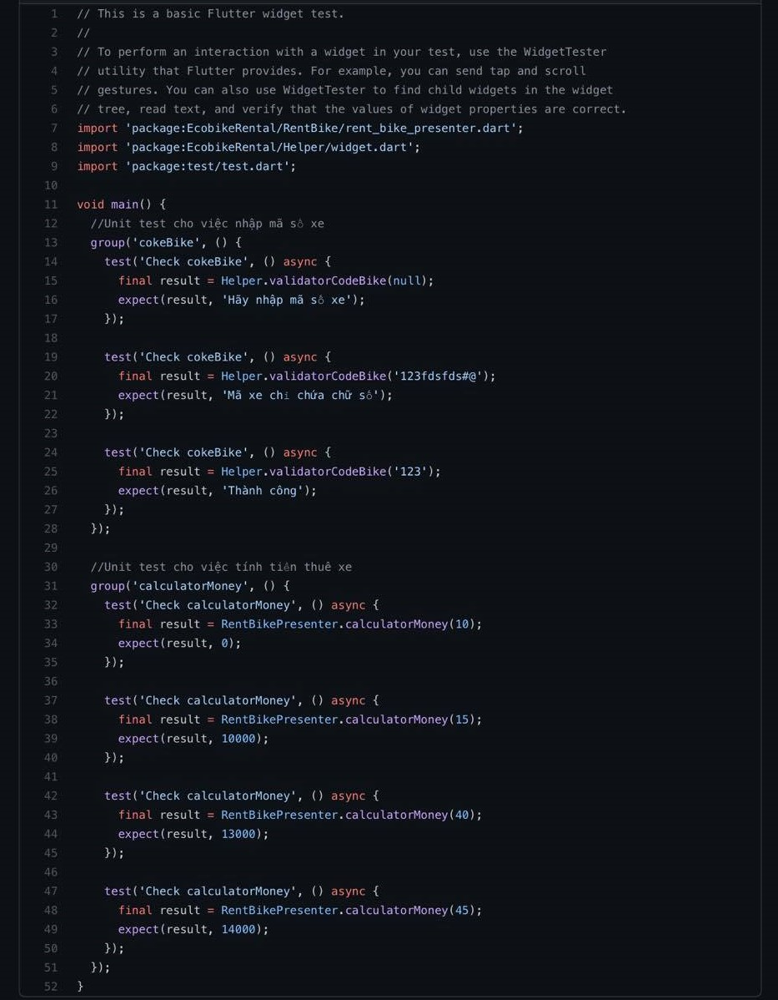 1 // This is a basic Flutter widget test.
2 //
3 // To perform an interaction with a widget in your test, use the WidgetTester
4 // utility that Flutter provides. For example, you can send tap and scroll
5 // gestures. You can also use WidgetTester to find child widgets in the widget
6 // tree, read text, and verify that the values of widget properties are correct.
7 import 'package:EcobikeRental/RentBike/rent_bike_presenter.dart';
8 import 'package:EcobikeRental/Helper/widget.dart';
9 import 'package:test/test.dart';
10
11 void main() {
12 //Unit test cho việc nhập mã số xe
13 group('cokeBike', () {
14 test('Check cokeBike', () async {
15 final result = Helper.validatorCodeBike(null);
16 expect(result, 'Hãy nhập mã số xe');
17 });
18
19 test('Check cokeBike', () async {
20 final result = Helper.validatorCodeBike('123fdsfds#@');
21 expect(result, 'Mã xe chỉ chứa chữ số');
22 });
23
24 test('Check cokeBike', () async {
25 final result = Helper.validatorCodeBike('123');
26 expect(result, 'Thành công');
27 });
28 });
29
30 //Unit test cho việc tính tiền thuê xe
31 group('calculatorMoney', () {
32 test('Check calculatorMoney', () async {
33 final result = RentBikePresenter.calculatorMoney(10);
34 expect(result, 0);
35 });
36
37 test('Check calculatorMoney', () async {
38 final result = RentBikePresenter.calculatorMoney(15);
39 expect(result, 10000);
40 });
41
42 test('Check calculatorMoney', () async {
43 final result = RentBikePresenter.calculatorMoney(40);
44 expect(result, 13000);
45 });
46
47 test('Check calculatorMoney', () async {
48 final result = RentBikePresenter.calculatorMoney(45);
49 expect(result, 14000);
50 });
51 });
52 }